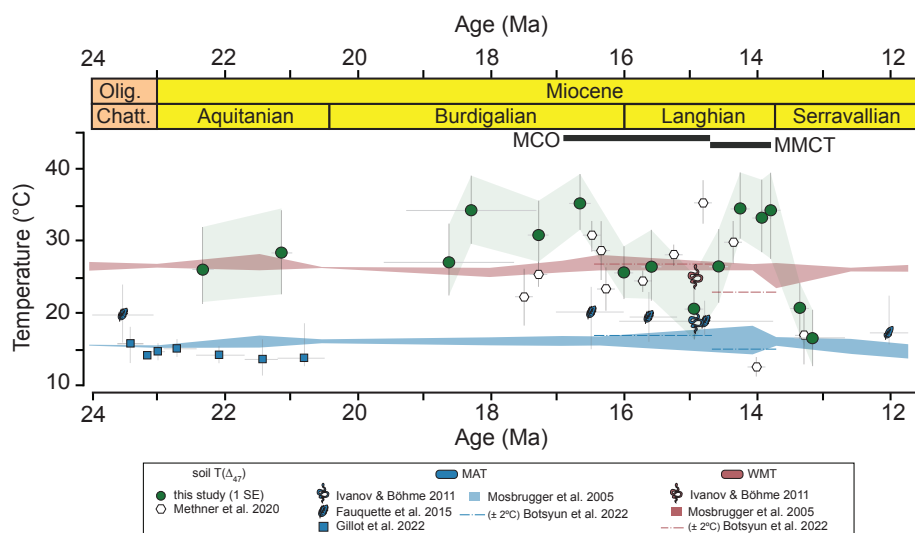 Age (Ma)
24 22 20 18 16 14 12
Olig. Miocene
Chatt. Aquitanian Burdigalian Langhian Serravallian
MCO MMCT
Temperature (°C)
40
30
20
10
24 22 20 18 16 14 12
Age (Ma)
soil T(Δ47) MAT WMT
this study (1 SE) Ivanov & Böhme 2011 Mosbrugger et al. 2005 Ivanov & Böhme 2011
Methner et al. 2020 Fauquette et al. 2015 (± 2ºC) Botsyun et al. 2022 Mosbrugger et al. 2005
Gillot et al. 2022 (± 2ºC) Botsyun et al. 2022